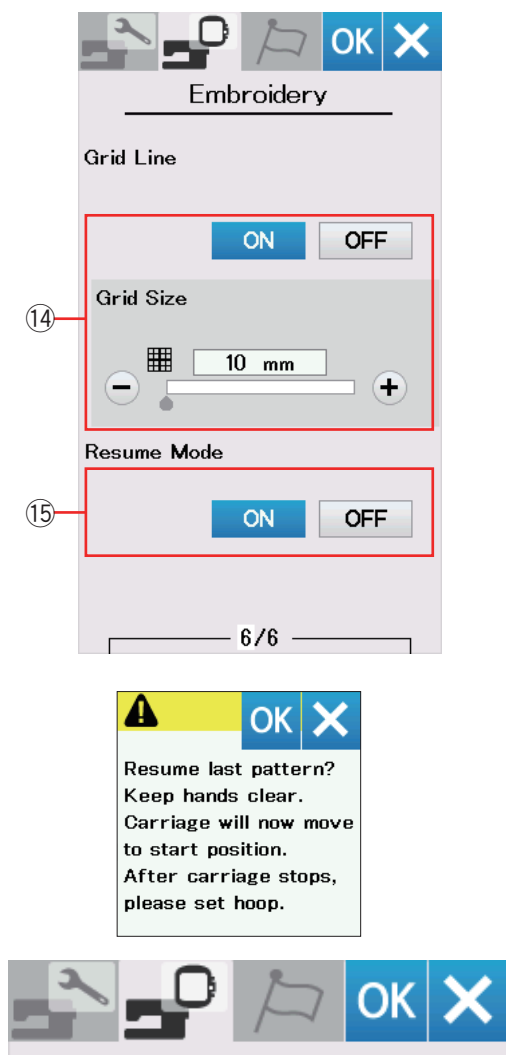 OK
Embroidery
Grid Line
ON OFF
Grid Size
⑭
10 mm
Resume Mode
⑮
ON OFF
6/6
OK
Resume last pattern?
Keep hands clear.
Carriage will now move
to start position.
After carriage stops,
please set hoop.
OK